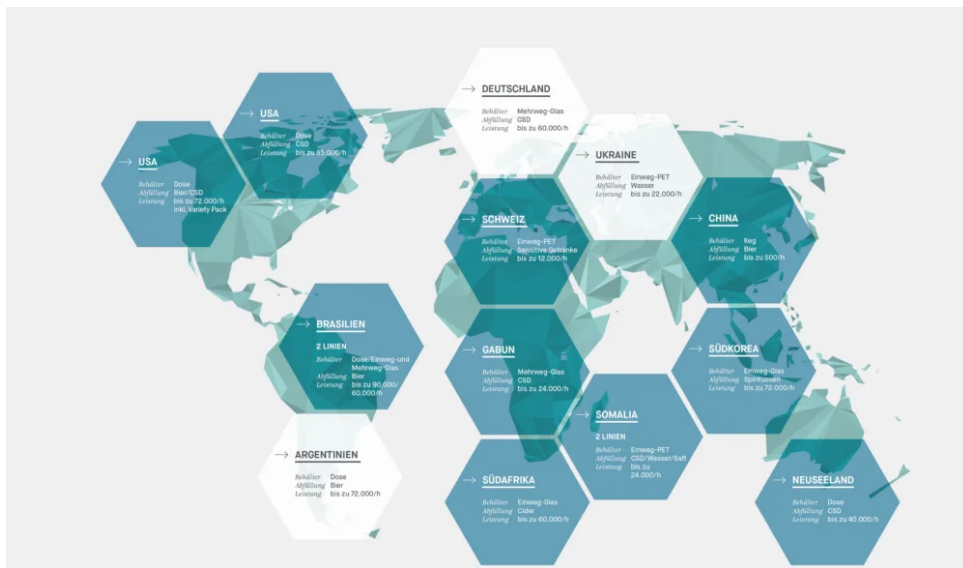 → DEUTSCHLAND
Behälter Mehrweg-Glas
Abfüllung CSD
Leistung bis zu 60.000/h
→ USA
Behälter Dose
Abfüllung CSD
Leistung bis zu 85.000/h
→ USA
Behälter Dose
Abfüllung Bier/CSD
Leistung bis zu 72.000/h
inkl. Variety Pack
→ UKRAINE
Behälter Einweg-PET
Abfüllung Wasser
Leistung bis zu 22.000/h
→ SCHWEIZ
Behälter Einweg-PET
Abfüllung Sensitive Getränke
Leistung bis zu 12.000/h
→ CHINA
Behälter Keg
Abfüllung Bier
Leistung bis zu 500/h
→ BRASILIEN
2 LINIEN
Behälter Dose/Einweg-und
Mehrweg-Glas
Abfüllung Bier
Leistung bis zu 90.000/
60.000/h
→ GABUN
Behälter Mehrweg-Glas
Abfüllung CSD
Leistung bis zu 24.000/h
→ SÜDKOREA
Behälter Einweg-Glas
Abfüllung Spirituosen
Leistung bis zu 72.000/h
→ SOMALIA
2 LINIEN
Behälter Einweg-PET
Abfüllung CSD/Wasser/Saft
Leistung bis zu
24.000/h
→ ARGENTINIEN
Behälter Dose
Abfüllung Bier
Leistung bis zu 72.000/h
→ SÜDAFRIKA
Behälter Einweg-Glas
Abfüllung Cider
Leistung bis zu 60.000/h
→ NEUSEELAND
Behälter Dose
Abfüllung CSD
Leistung bis zu 40.000/h